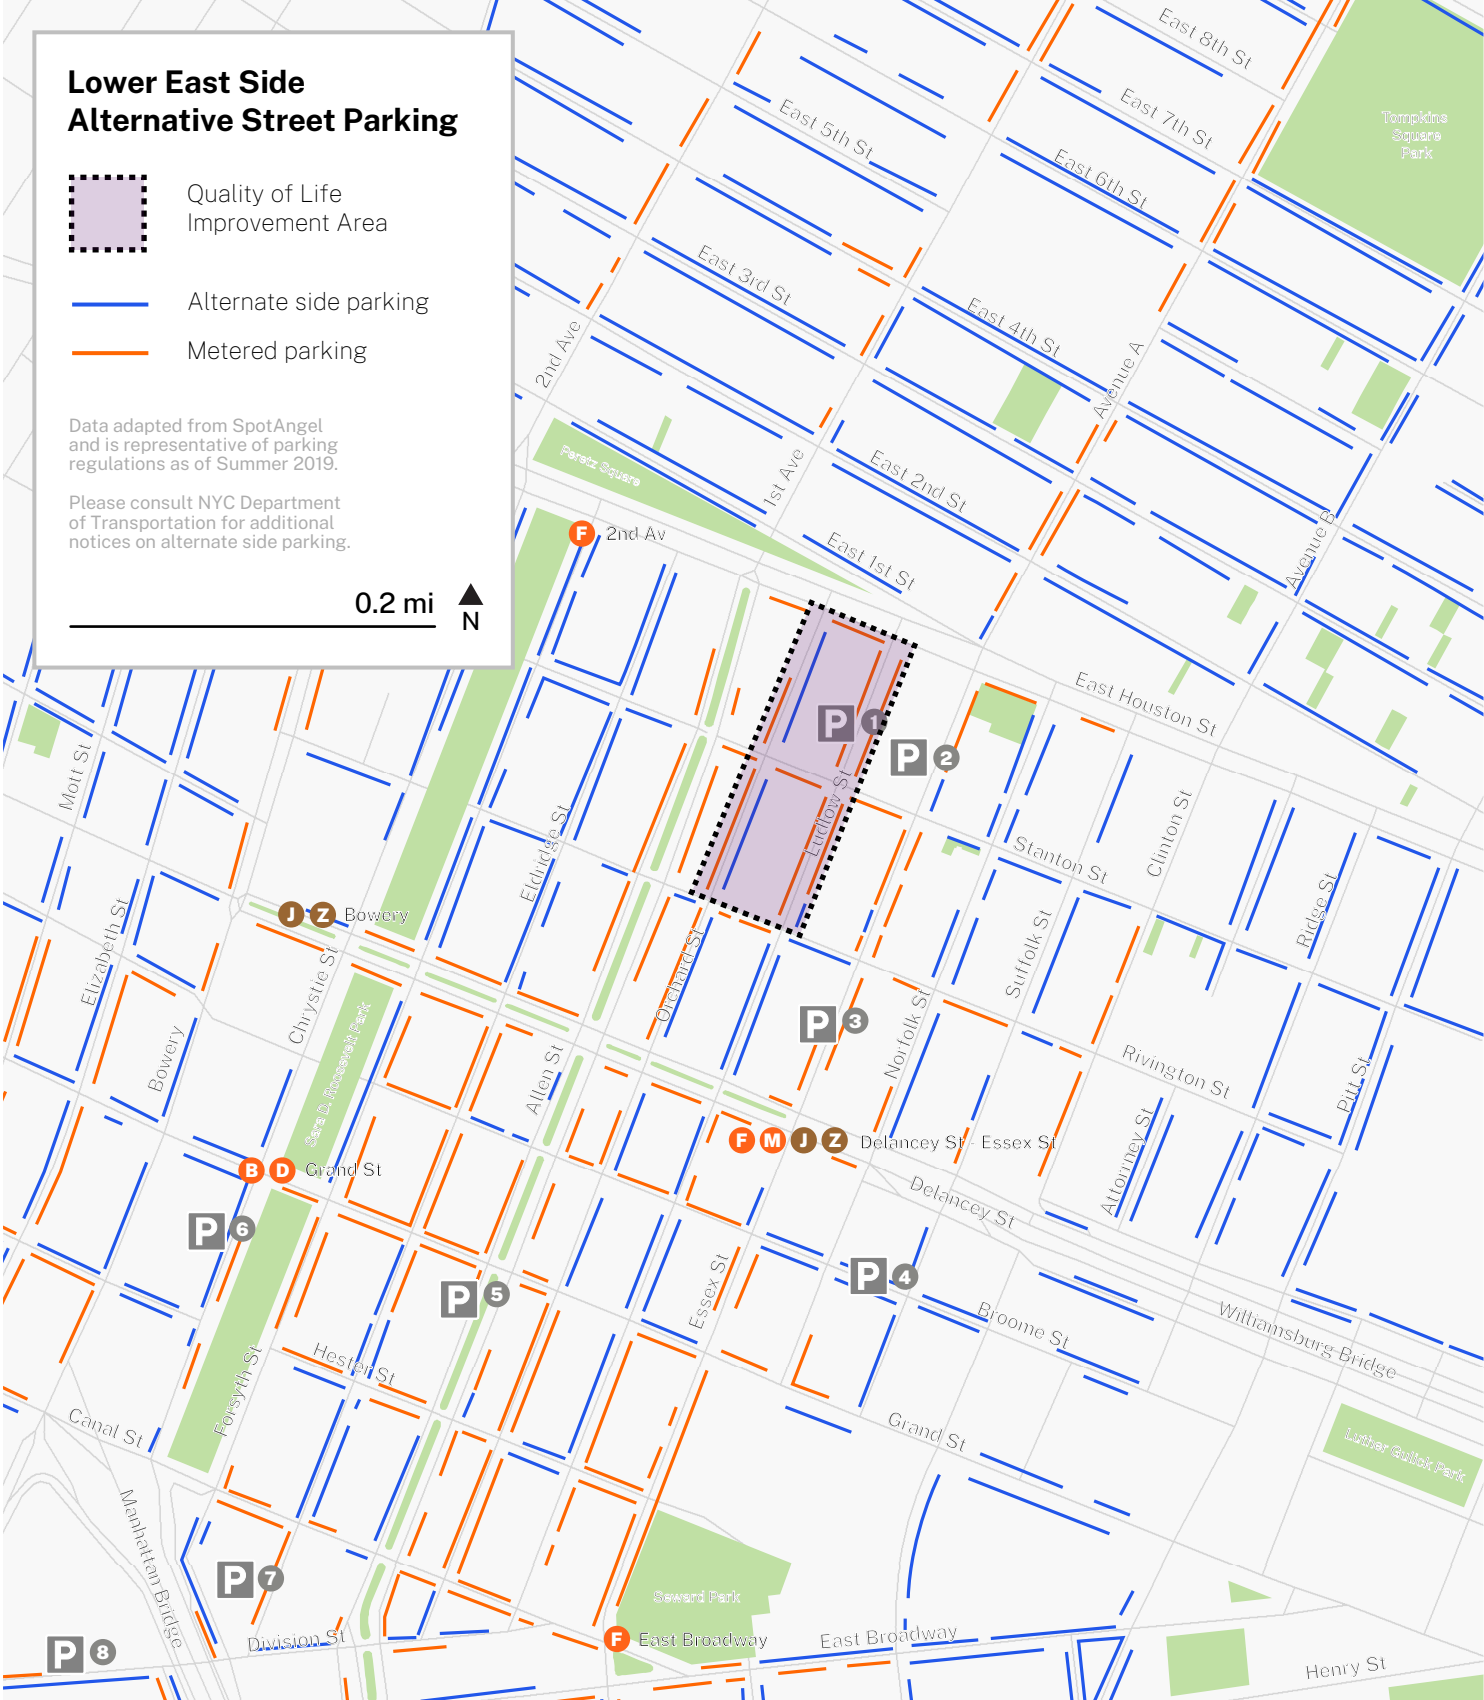 Lower East Side
Alternative Street Parking
Quality of Life
Improvement Area
Alternate side parking
Metered parking
Data adapted from SpotAngel
and is representative of parking
regulations as of Summer 2019.
Please consult NYC Department
of Transportation for additional
notices on alternate side parking.
0.2 mi
N
East 8th St
Tompkins
Square
Park
East 7th St
East 5th St
East 6th St
East 3rd St
East 4th St
2nd Ave
Avenue A
Peretz Square
1st Ave
East 2nd St
F 2nd Av
East 1st St
Avenue B
East Houston St
P 1
P 2
Mott St
Ludlow St
Eldridge St
Clinton St
Stanton St
J Z Bowery
Elizabeth St
Chrystie St
Orchard St
Suffolk St
Ridge St
Sara D. Roosevelt Park
P 3
Bowery
Allen St
Norfolk St
Rivington St
Pitt St
F M J Z Delancey St - Essex St
B D Grand St
Attorney St
Delancey St
P 6
P 5
Essex St
P 4
Broome St
Williamsburg Bridge
Hester St
Forsyth St
Canal St
Grand St
Luther Gulick Park
Manhattan Bridge
P 7
Seward Park
P 8
Division St
F East Broadway
East Broadway
Henry St